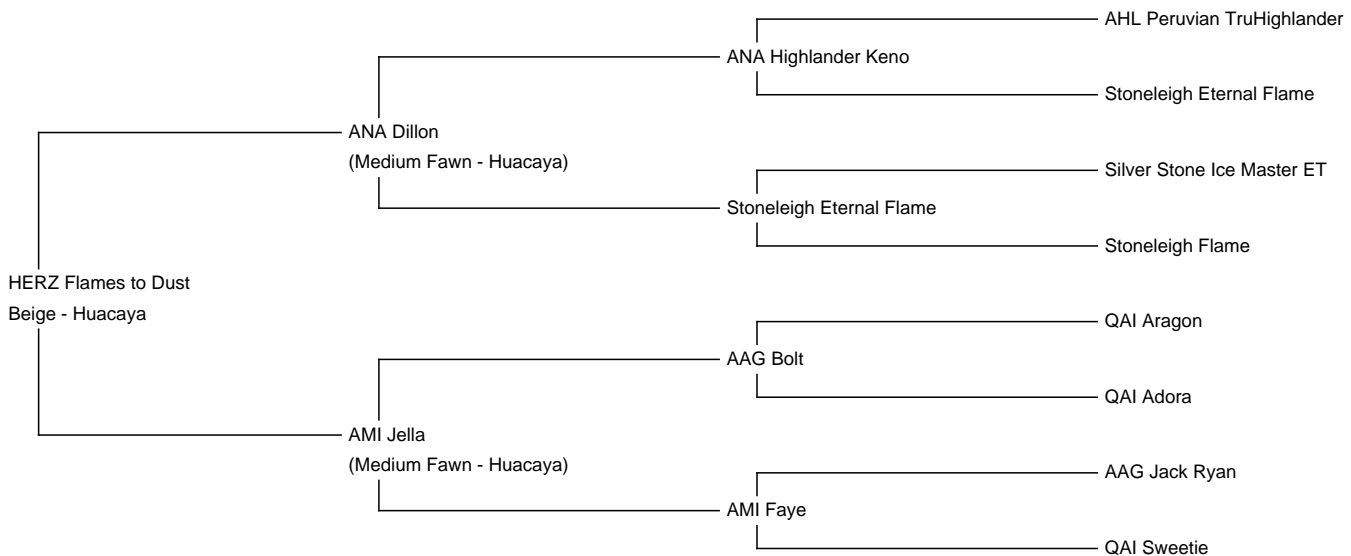 AHL Peruvian TruHighlander
ANA Highlander Keno
Stoneleigh Eternal Flame
ANA Dillon
(Medium Fawn - Huacaya)
Silver Stone Ice Master ET
Stoneleigh Eternal Flame
Stoneleigh Flame
HERZ Flames to Dust
Beige - Huacaya
QAI Aragon
AAG Bolt
QAI Adora
AMI Jella
(Medium Fawn - Huacaya)
AAG Jack Ryan
AMI Faye
QAI Sweetie